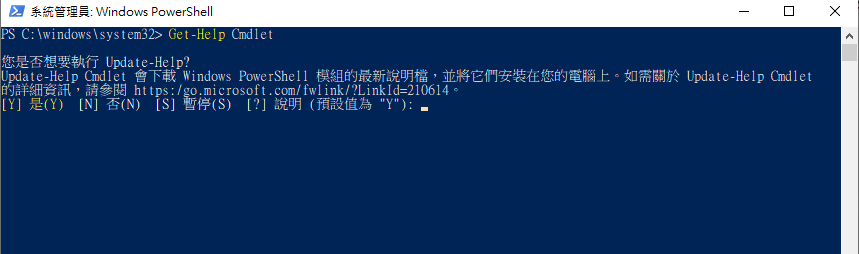 系統管理員: Windows PowerShell
PS C:\windows\system32> Get-Help Cmdlet
您是否想要執行 Update-Help?
Update-Help Cmdlet 會下載 Windows PowerShell 模組的最新說明檔，並將它們安裝在您的電腦上。如需關於 Update-Help Cmdlet
的詳細資訊，請參閱 https:/go.microsoft.com/fwlink/?LinkId=210614。
[Y] 是(Y)  [N] 否(N)  [S] 暫停(S)  [?] 說明 (預設值為 "Y"):